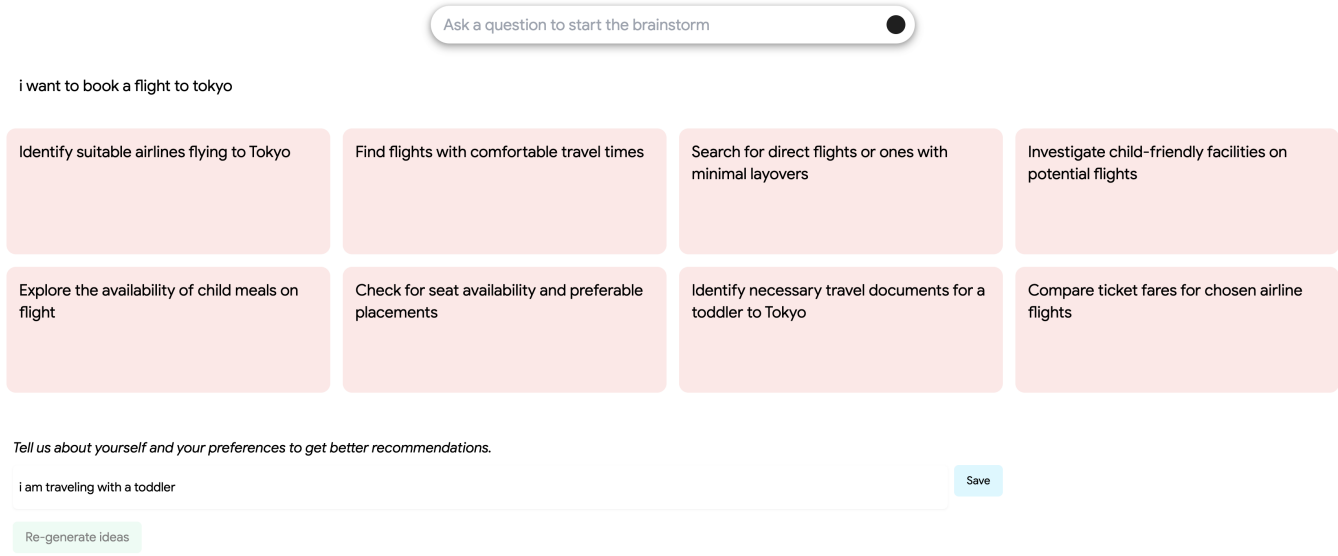 Ask a question to start the brainstorm
i want to book a flight to tokyo
Identify suitable airlines flying to Tokyo
Find flights with comfortable travel times
Search for direct flights or ones with
minimal layovers
Investigate child-friendly facilities on
potential flights
Explore the availability of child meals on
flight
Check for seat availability and preferable
placements
Identify necessary travel documents for a
toddler to Tokyo
Compare ticket fares for chosen airline
flights
Tell us about yourself and your preferences to get better recommendations.
i am traveling with a toddler
Save
Re-generate ideas